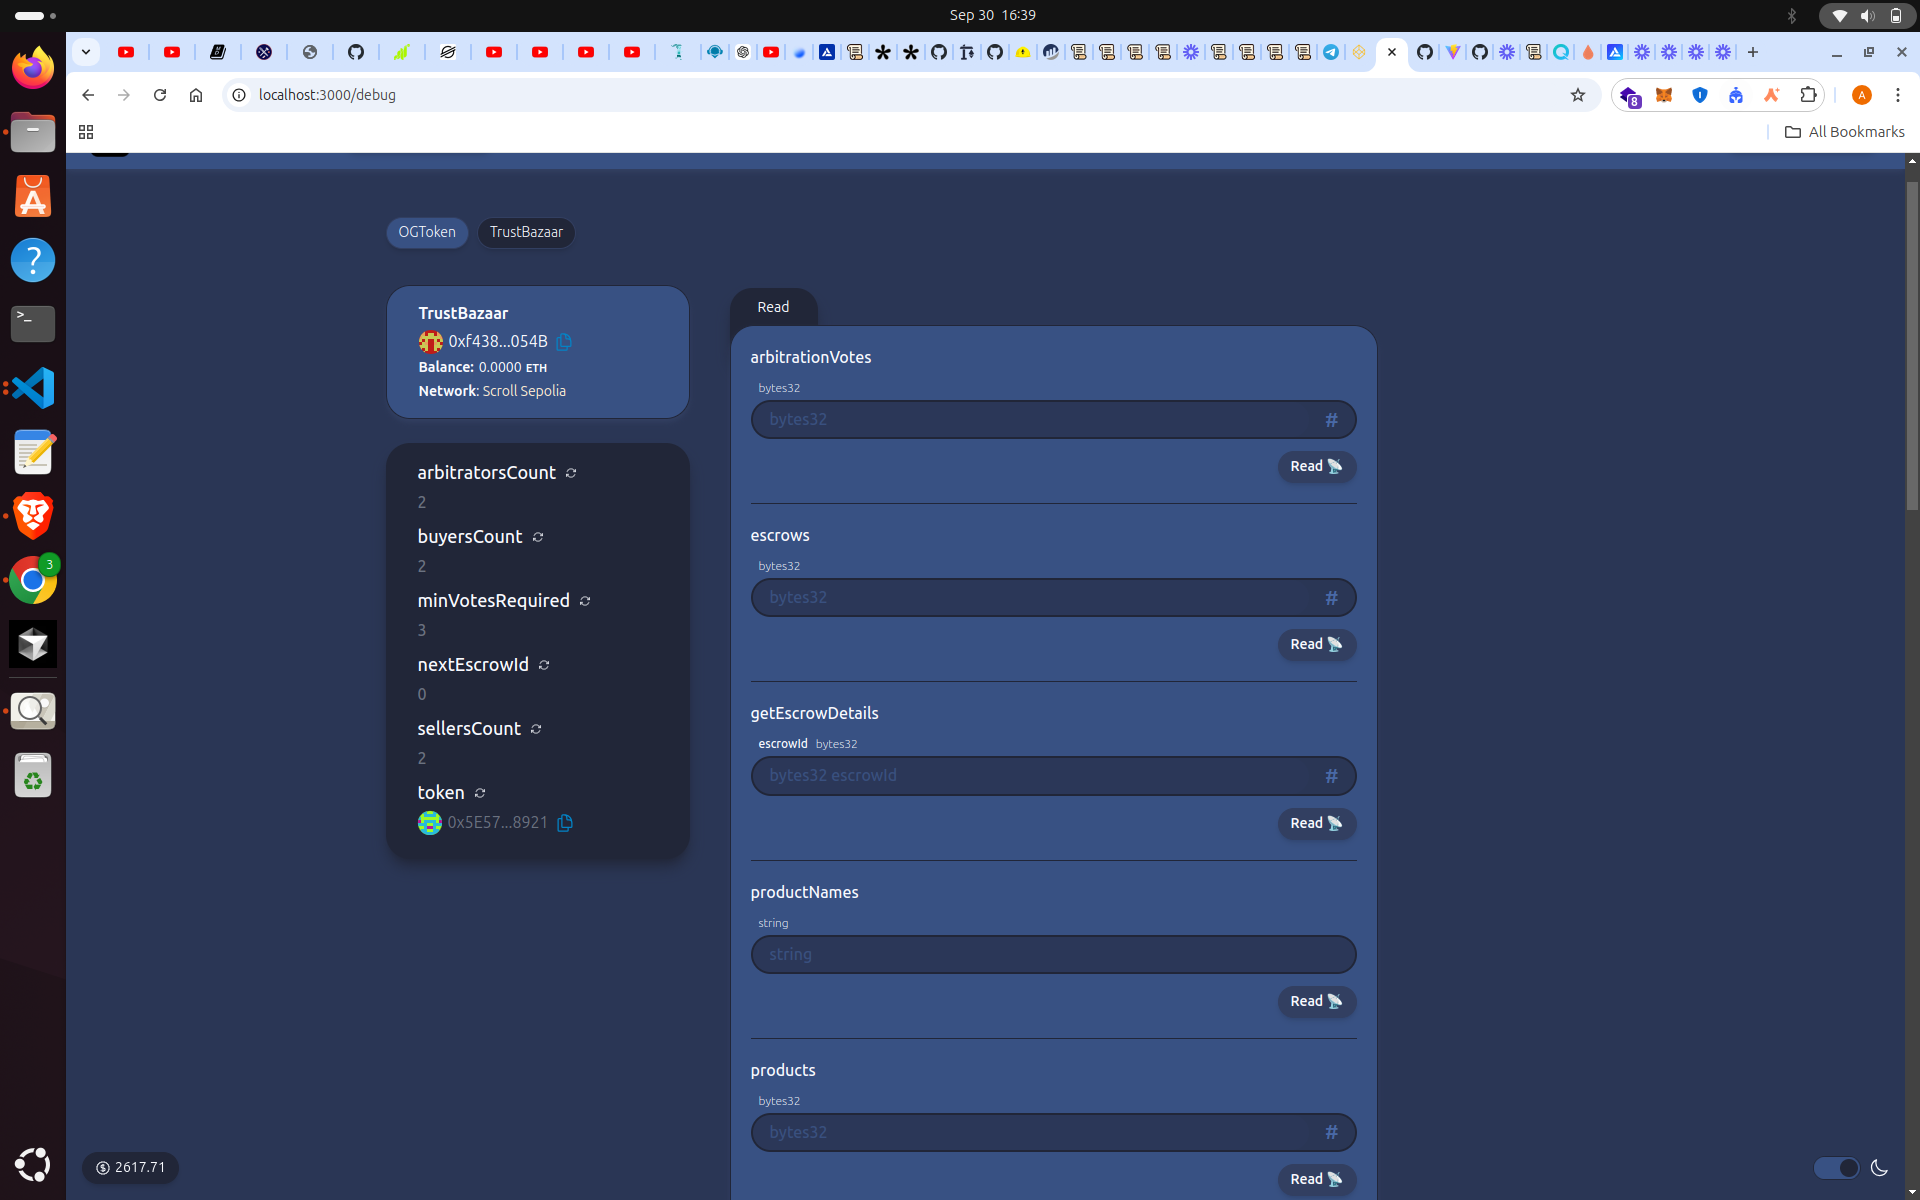 Sep 30 16:39
localhost:3000/debug
8
A
All Bookmarks
OGToken
TrustBazaar
TrustBazaar
0xf438...054B
Balance: 0.0000 ETH
Network: Scroll Sepolia
arbitratorsCount
2
buyersCount
2
minVotesRequired
3
nextEscrowId
0
sellersCount
2
token
0x5E57...8921
Read
arbitrationVotes
bytes32
bytes32 #
Read
escrows
bytes32
bytes32 #
Read
getEscrowDetails
escrowId bytes32
bytes32 escrowId #
Read
productNames
string
string
Read
products
bytes32
bytes32 #
Read
2617.71
3